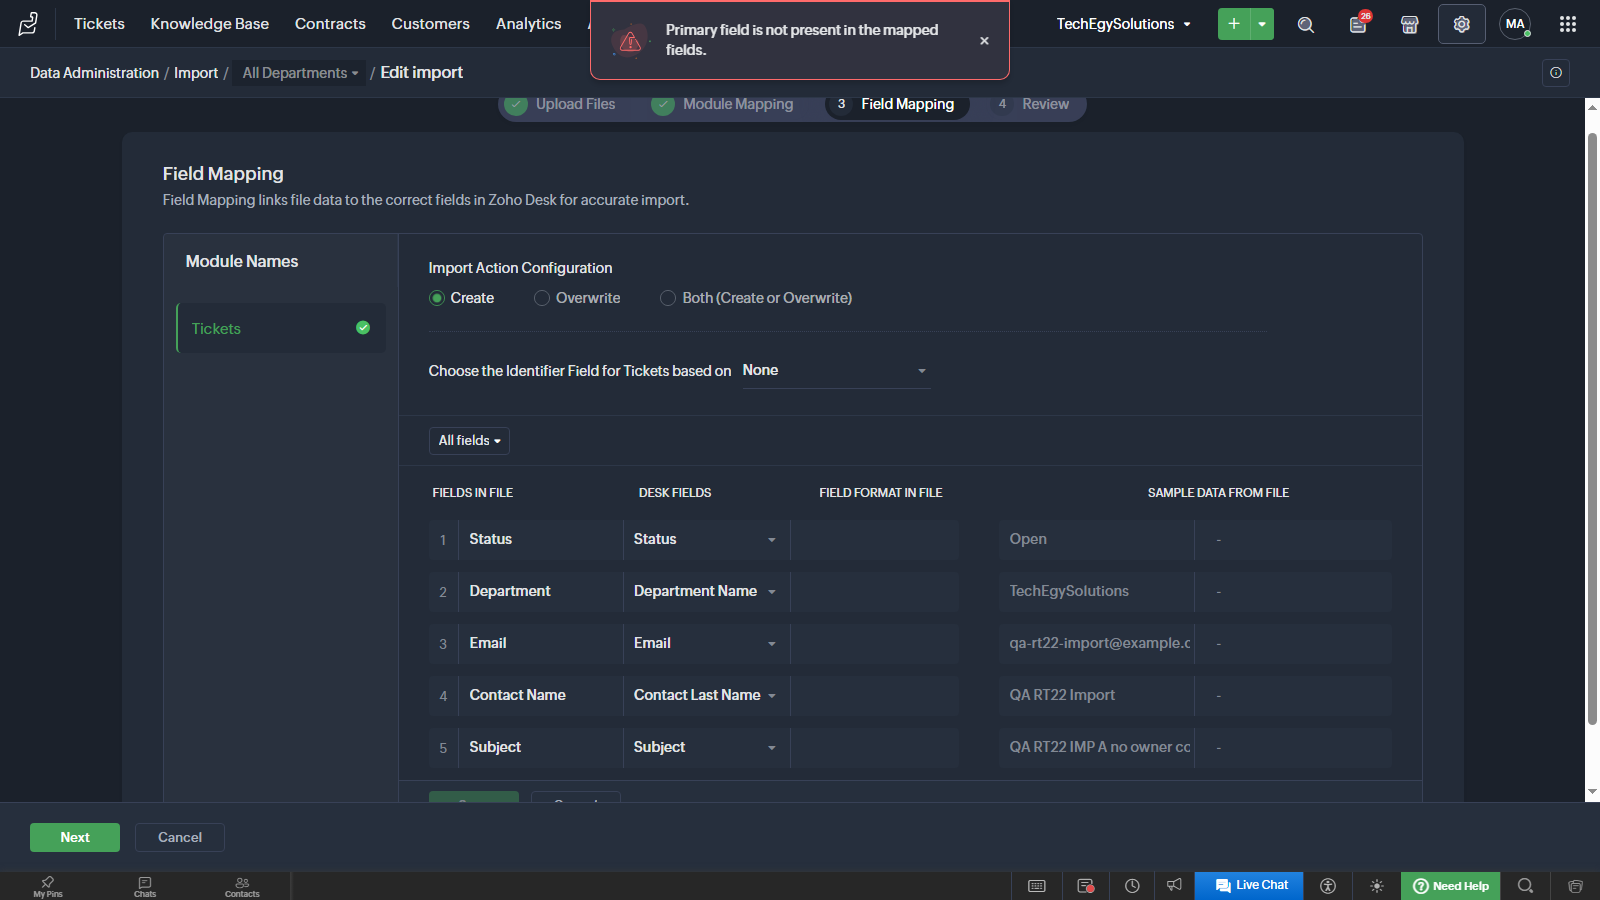 Tickets
Knowledge Base
Contracts
Customers
Analytics
Primary field is not present in the mapped
fields.
TechEgySolutions
26
MA
Data Administration / Import / All Departments / Edit import
Upload Files
Module Mapping
3 Field Mapping
4 Review
Field Mapping
Field Mapping links file data to the correct fields in Zoho Desk for accurate import.
Module Names
Tickets
Import Action Configuration
Create
Overwrite
Both (Create or Overwrite)
Choose the Identifier Field for Tickets based on None
All fields
FIELDS IN FILE DESK FIELDS FIELD FORMAT IN FILE SAMPLE DATA FROM FILE
1 Status Status Open -
2 Department Department Name TechEgySolutions -
3 Email Email qa-rt22-import@example.c -
4 Contact Name Contact Last Name QA RT22 Import -
5 Subject Subject QA RT22 IMP A no owner cc -
Next
Cancel
My Pins
Chats
Contacts
Live Chat
Need Help